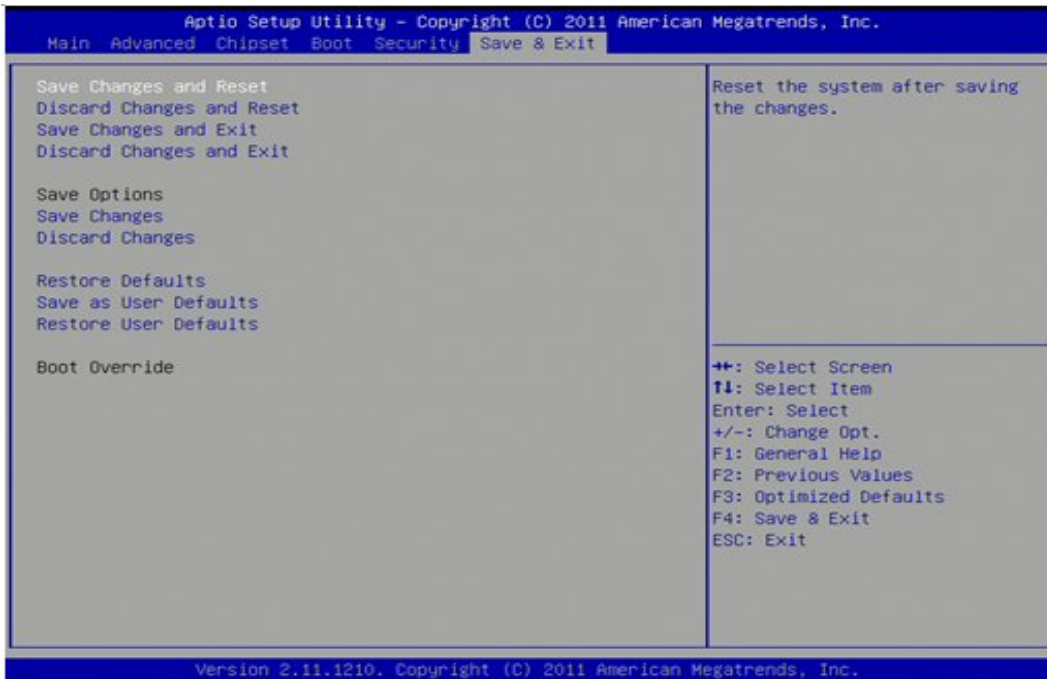 Aptio Setup Utility - Copyright (C) 2011 American Megatrends, Inc.
Main Advanced Chipset Boot Security Save & Exit
Save Changes and Reset
Discard Changes and Reset
Save Changes and Exit
Discard Changes and Exit
Save Options
Save Changes
Discard Changes
Restore Defaults
Save as User Defaults
Restore User Defaults
Boot Override
Reset the system after saving
the changes.
→←: Select Screen
↑↓: Select Item
Enter: Select
+/-: Change Opt.
F1: General Help
F2: Previous Values
F3: Optimized Defaults
F4: Save & Exit
ESC: Exit
Version 2.11.1210. Copyright (C) 2011 American Megatrends, Inc.